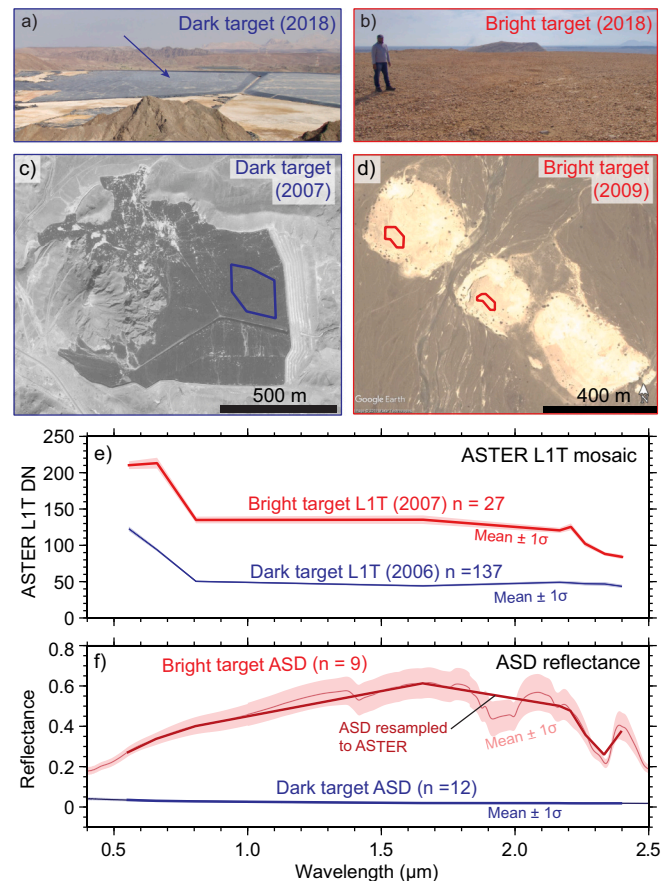 a)
Dark target (2018)
b)
Bright target (2018)
c)
Dark target
(2007)
500 m
d)
Bright target
(2009)
Google Earth
N
400 m
e)
ASTER L1T mosaic
250
200
150
100
50
0
ASTER L1T DN
Bright target L1T (2007) n = 27
Mean ± 1σ
Dark target L1T (2006) n =137
Mean ± 1σ
f)
Bright target ASD (n = 9)
ASD reflectance
0.8
0.6
0.4
0.2
0
Reflectance
ASD resampled
to ASTER
Mean ± 1σ
Dark target ASD (n =12)
Mean ± 1σ
0.5
1.0
1.5
2.0
2.5
Wavelength (µm)